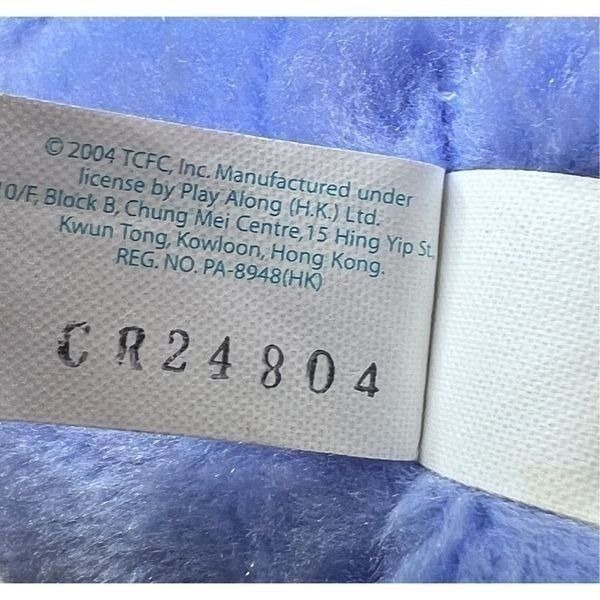 © 2004 TCFC, Inc. Manufactured under
license by Play Along (H.K.) Ltd.
10/F, Block B, Chung Mei Centre,15 Hing Yip St.
Kwun Tong, Kowloon, Hong Kong.
REG. NO. PA-8948(HK)
CR24804